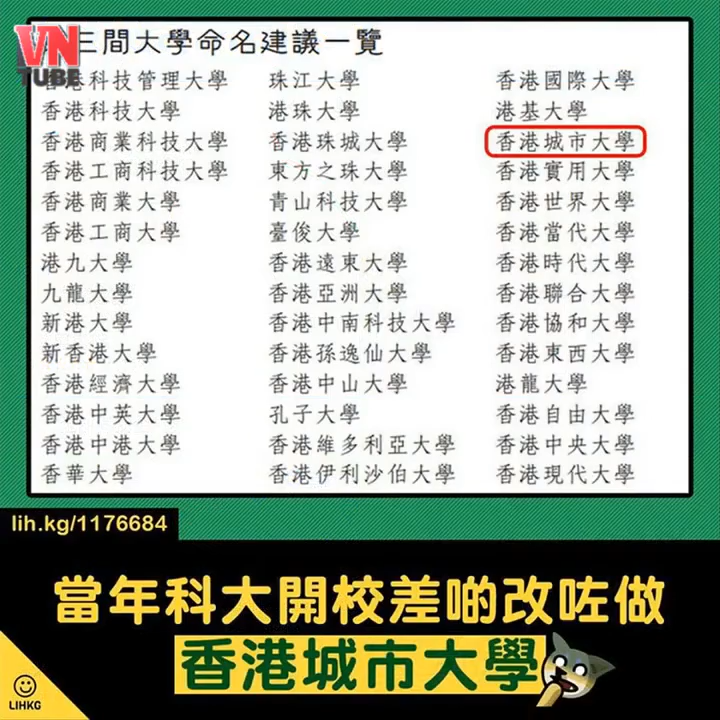 VN
TUBE
三間大學命名建議一覽
香港科技管理大學 珠江大學 香港國際大學
香港科技大學 港珠大學 港基大學
香港商業科技大學 香港珠城大學 香港城市大學
香港工商科技大學 東方之珠大學 香港實用大學
香港商業大學 青山科技大學 香港世界大學
香港工商大學 臺俊大學 香港當代大學
港九大學 香港遠東大學 香港時代大學
九龍大學 香港亞洲大學 香港聯合大學
新港大學 香港中南科技大學 香港協和大學
新香港大學 香港孫逸仙大學 香港東西大學
香港經濟大學 香港中山大學 港龍大學
香港中英大學 孔子大學 香港自由大學
香港中港大學 香港維多利亞大學 香港中央大學
香華大學 香港伊利沙伯大學 香港現代大學
lih.kg/1176684
當年科大開校差啲改咗做
香港城市大學
LIHKG